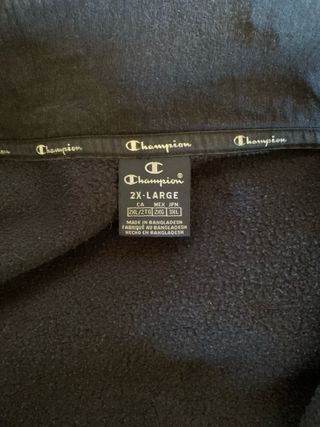 Champion Champion Champion
Champion®
2X-LARGE
CA MEX JPN
2XL/2TG 2XG 3XL
MADE IN BANGLADESH
FABRIQUÉ AU BANGLADESH
HECHO EN BANGLADESH